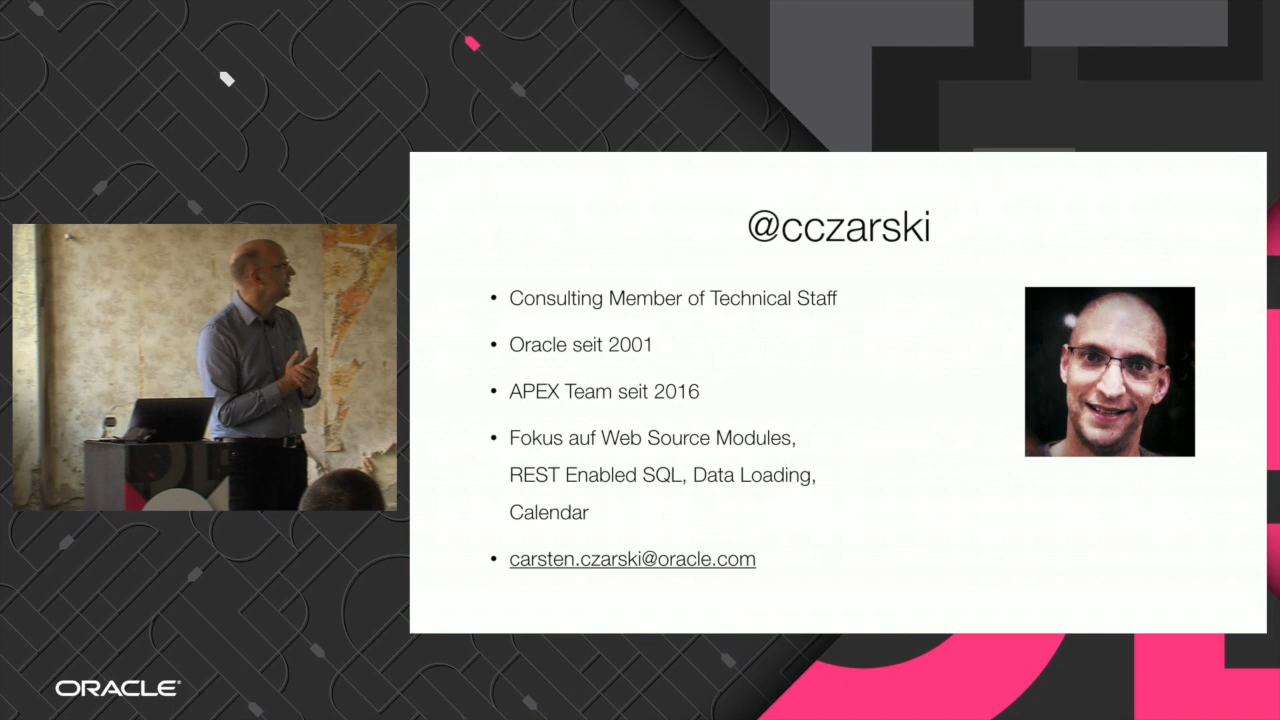 @cczarski
• Consulting Member of Technical Staff
• Oracle seit 2001
• APEX Team seit 2016
• Fokus auf Web Source Modules,
REST Enabled SQL, Data Loading,
Calendar
• carsten.czarski@oracle.com
ORACLE®